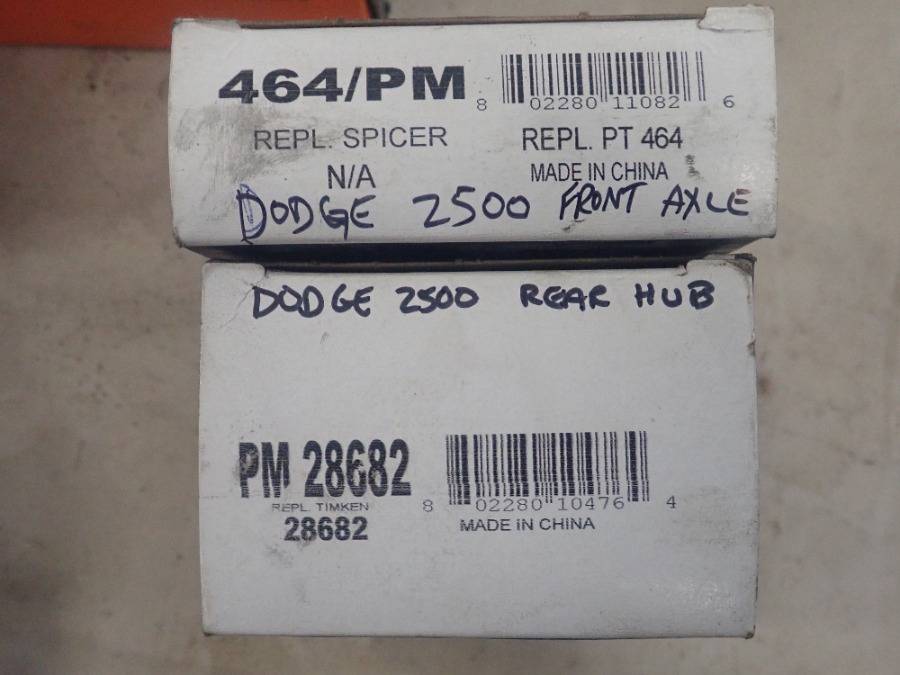 464/PM
8 02280 11082 6
REPL. SPICER
REPL. PT 464
N/A
MADE IN CHINA
DODGE 2500 FRONT AXLE
DODGE 2500 REAR HUB
PM 28682
REPL. TIMKEN
28682
8 02280 10476 4
MADE IN CHINA